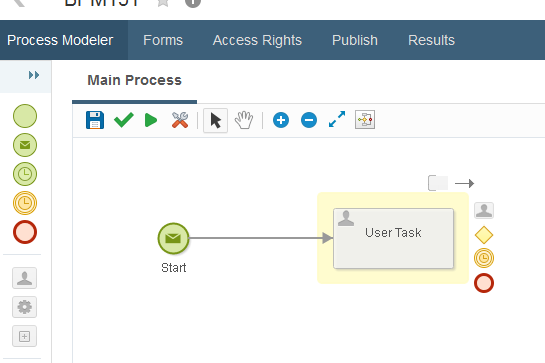 Process Modeler Forms Access Rights Publish Results
Main Process
User Task
Start